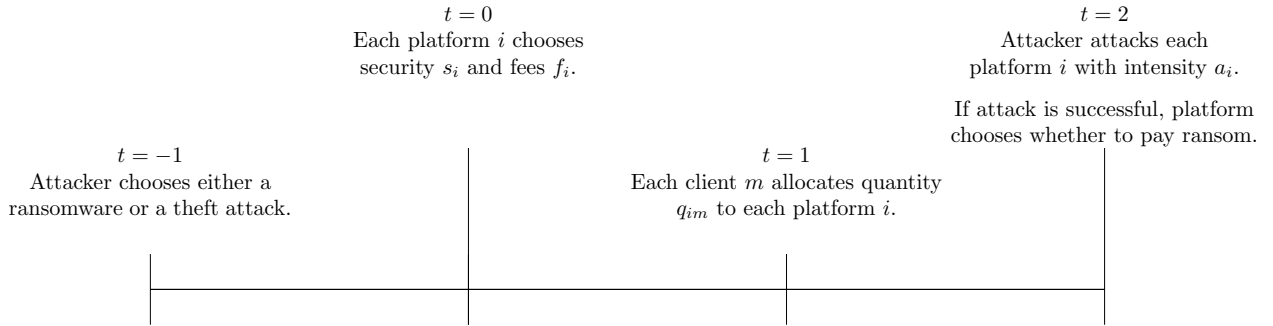 t = −1
Attacker chooses either a
ransomware or a theft attack.
t = 0
Each platform i chooses
security s_i and fees f_i.
t = 1
Each client m allocates quantity
q_{im} to each platform i.
t = 2
Attacker attacks each
platform i with intensity a_i.
If attack is successful, platform
chooses whether to pay ransom.